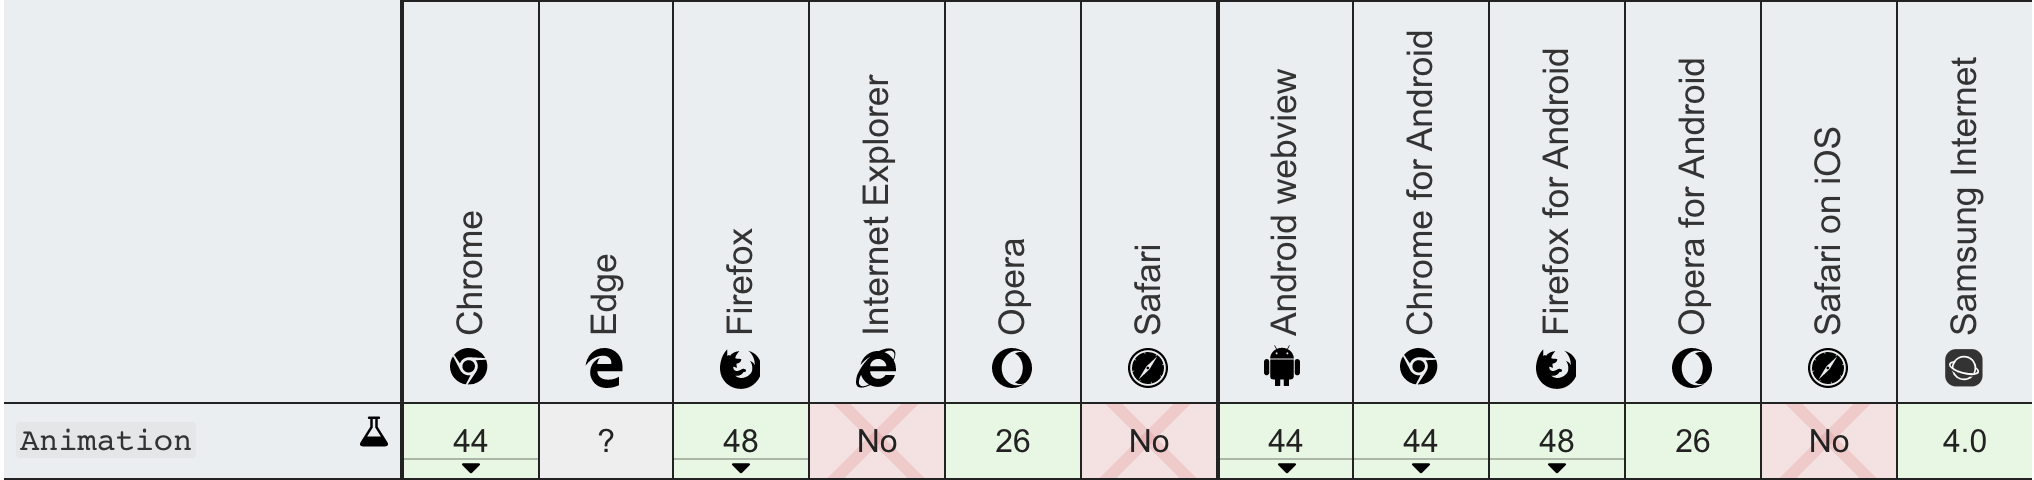 Chrome
Edge
Firefox
Internet Explorer
Opera
Safari
Android webview
Chrome for Android
Firefox for Android
Opera for Android
Safari on iOS
Samsung Internet
Animation 44 ? 48 No 26 No 44 44 48 26 No 4.0